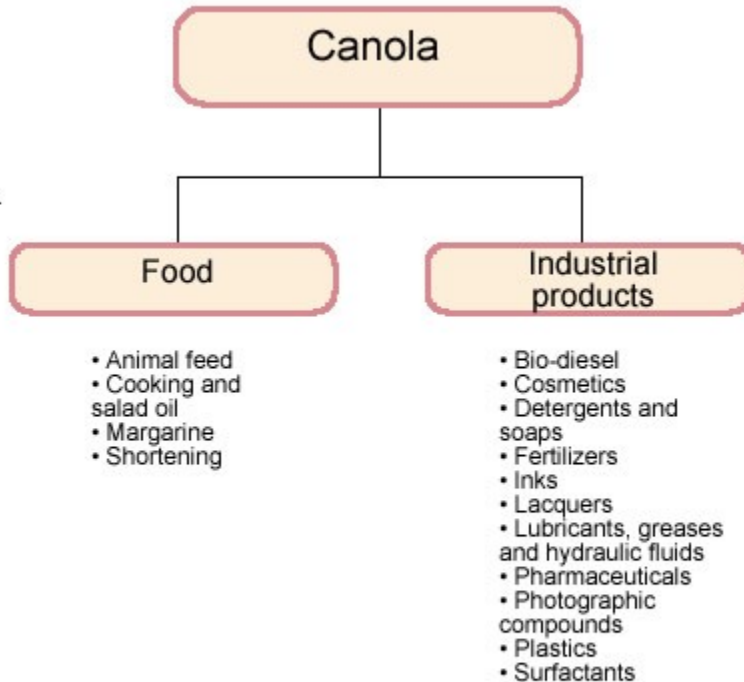 Canola
Food
• Animal feed
• Cooking and
salad oil
• Margarine
• Shortening
Industrial
products
• Bio-diesel
• Cosmetics
• Detergents and
soaps
• Fertilizers
• Inks
• Lacquers
• Lubricants, greases
and hydraulic fluids
• Pharmaceuticals
• Photographic
compounds
• Plastics
• Surfactants